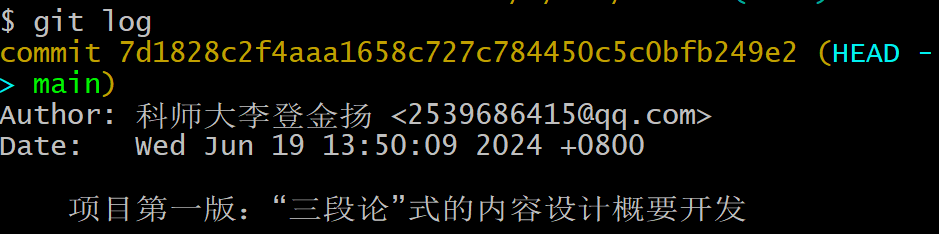 $ git log
commit 7d1828c2f4aaa1658c727c784450c5c0bfb249e2 (HEAD -
> main)
Author: 科师大李登金扬 <2539686415@qq.com>
Date:   Wed Jun 19 13:50:09 2024 +0800
项目第一版：“三段论”式的内容设计概要开发